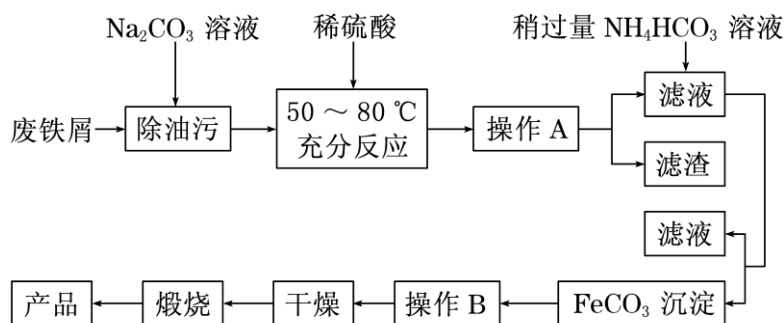 Na₂CO₃ 溶液
稀硫酸
稍过量 NH₄HCO₃ 溶液
废铁屑
除油污
50 ~ 80 ℃
充分反应
操作 A
滤液
滤渣
滤液
产品
煅烧
干燥
操作 B
FeCO₃ 沉淀